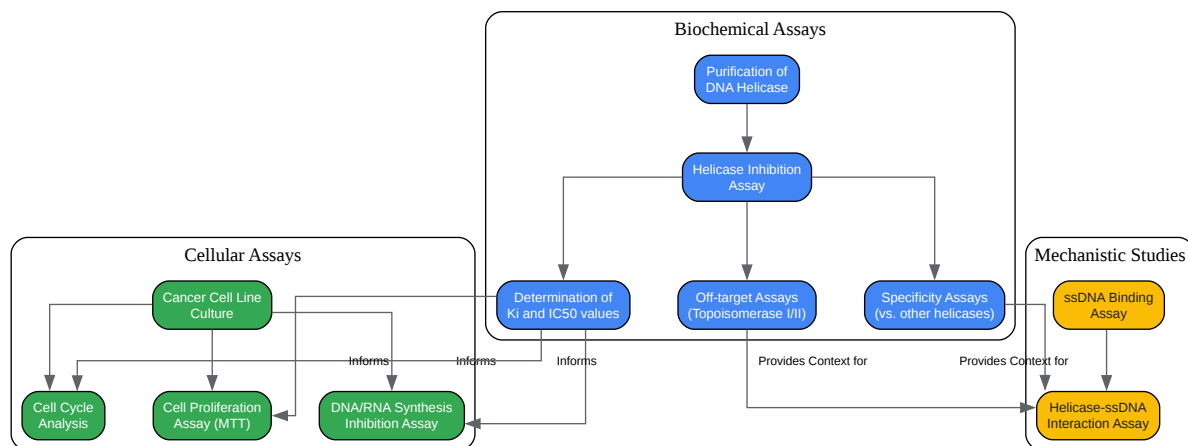 Biochemical Assays
Purification of
DNA Helicase
Helicase Inhibition
Assay
Cellular Assays
Mechanistic Studies
Cancer Cell Line
Culture
Determination of
Ki and IC50 values
Off-target Assays
(Topoisomerase I/II)
Specificity Assays
(vs. other helicases)
ssDNA Binding
Assay
Informs
Informs
Informs
Provides Context for
Provides Context for
Cell Cycle
Analysis
Cell Proliferation
Assay (MTT)
DNA/RNA Synthesis
Inhibition Assay
Helicase-ssDNA
Interaction Assay